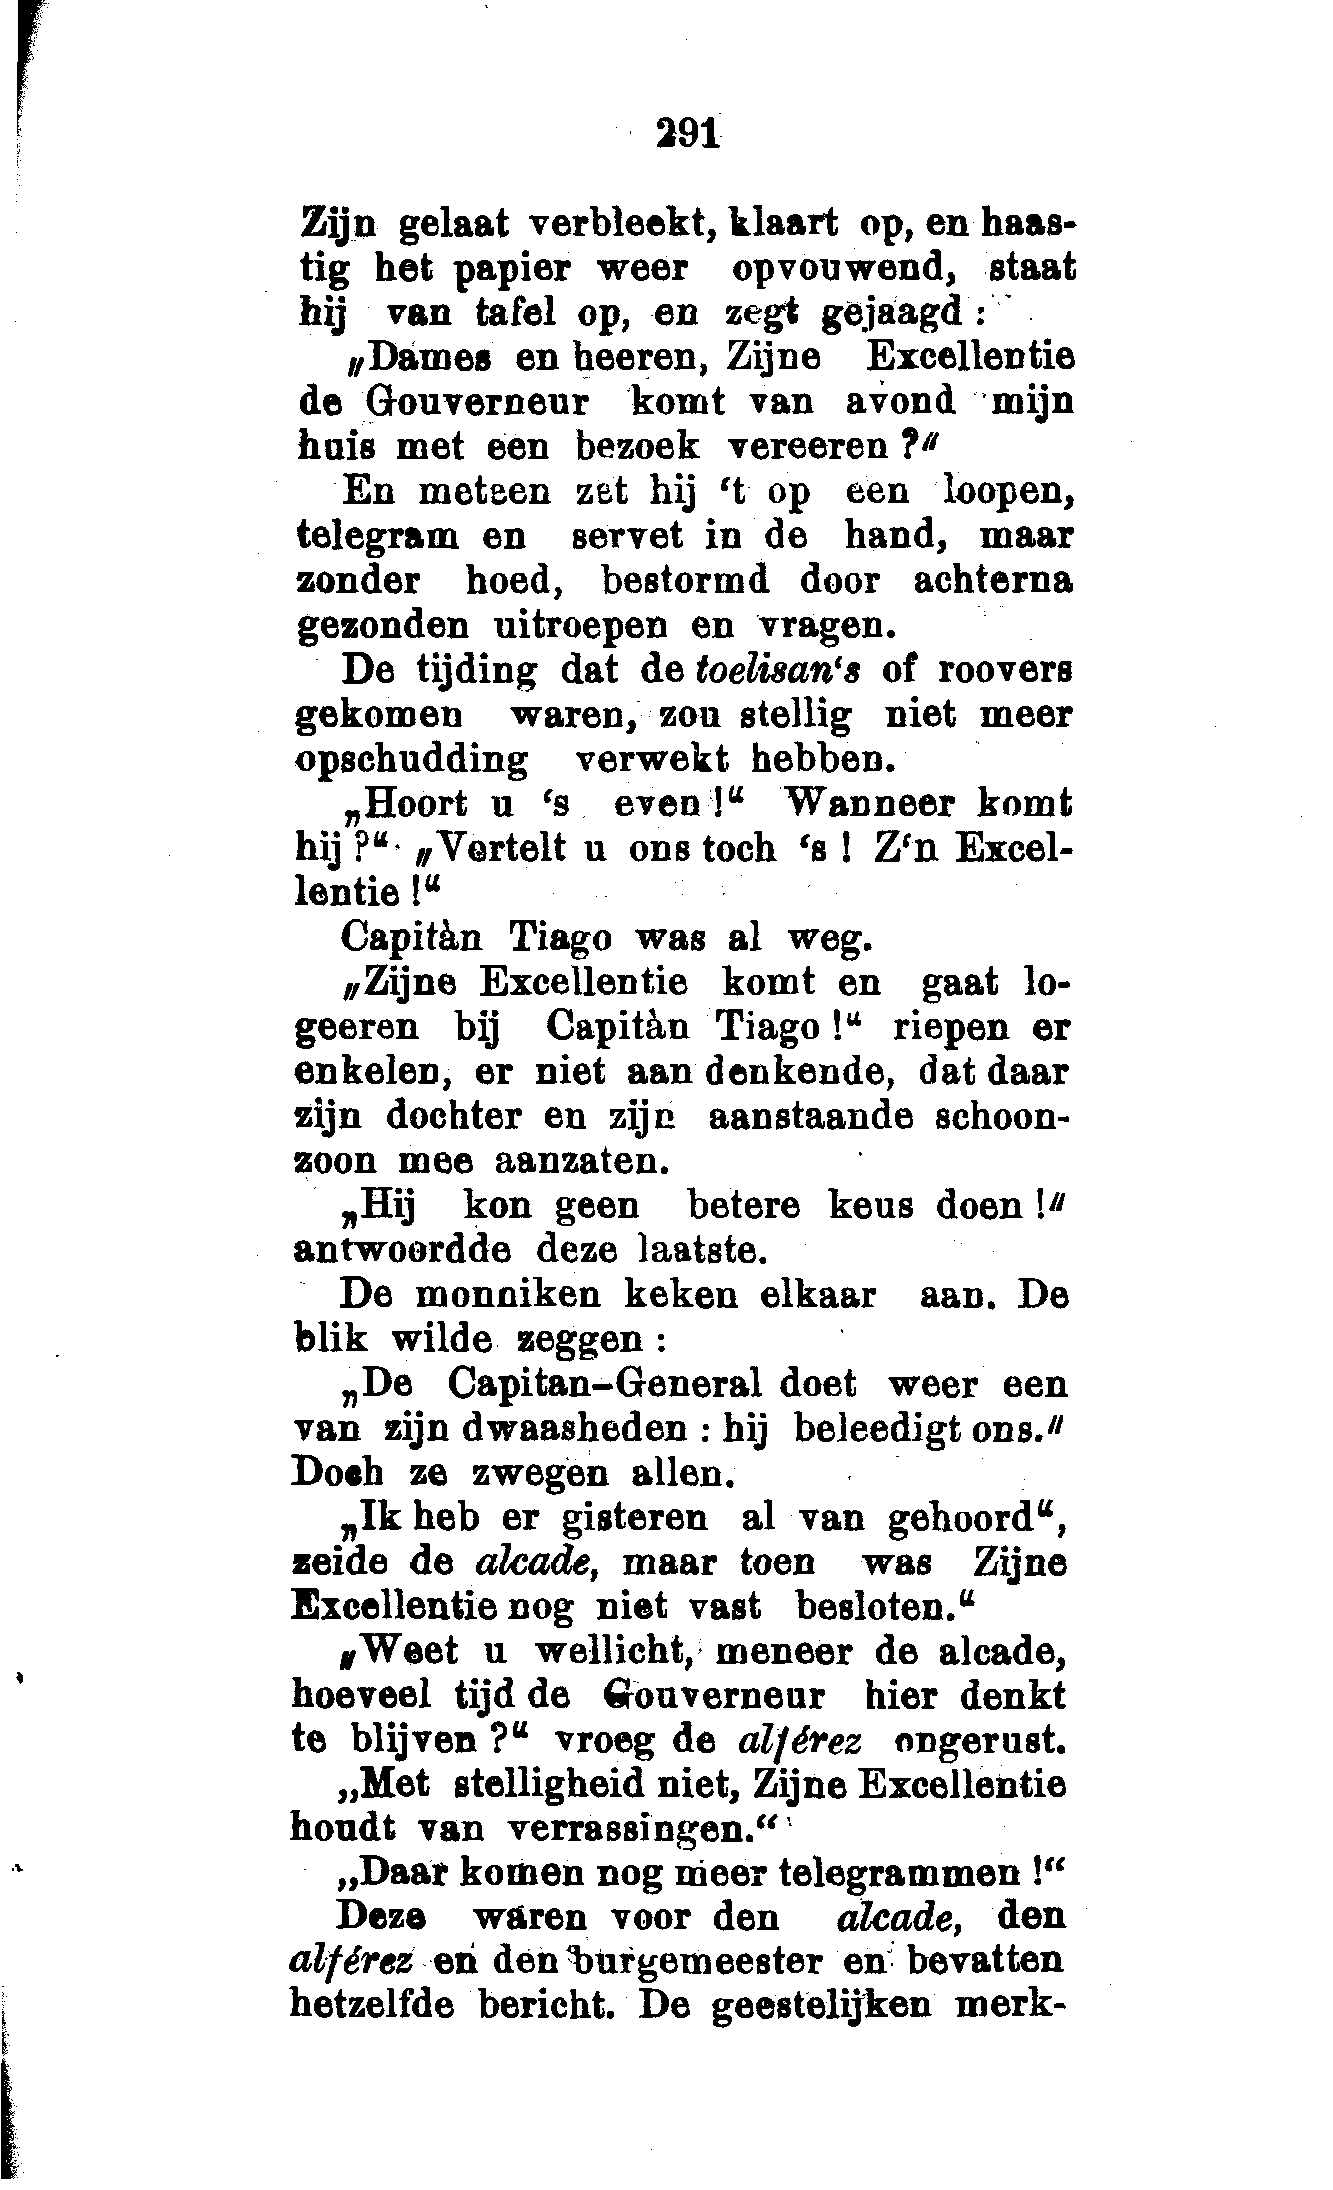 291
Zijn gelaat verbleekt, klaart op, en haas-
tig het papier weer opvouwend, staat
hij van tafel op, en zegt gejaagd :
„Dames en heeren, Zijne Excellentie
de Gouverneur komt van avond mijn
huis met een bezoek vereeren ?"
En meteen zet hij ‘t op een loopen,
telegram en servet in de hand, maar
zonder hoed, bestormd door achterna
gezonden uitroepen en vragen.
De tijding dat de toelisan‘s of roovers
gekomen waren, zou stellig niet meer
opschudding verwekt hebben.
„Hoort u ‘s even !“ Wanneer komt
hij ?“ „Vertelt u ons toch ‘s ! Z‘n Excel-
lentie !“
Capitàn Tiago was al weg.
„Zijne Excellentie komt en gaat lo-
geeren bij Capitàn Tiago !“ riepen er
enkelen, er niet aan denkende, dat daar
zijn dochter en zijn aanstaande schoon-
zoon mee aanzaten.
„Hij kon geen betere keus doen !"
antwoordde deze laatste.
De monniken keken elkaar aan. De
blik wilde zeggen :
„De Capitan-General doet weer een
van zijn dwaasheden : hij beleedigt ons."
Doch ze zwegen allen.
„Ik heb er gisteren al van gehoord“,
zeide de alcade, maar toen was Zijne
Excellentie nog niet vast besloten.“
„Weet u wellicht, meneer de alcade,
hoeveel tijd de Gouverneur hier denkt
te blijven ?“ vroeg de alférez ongerust.
„Met stelligheid niet, Zijne Excellentie
houdt van verrassingen.“
„Daar komen nog meer telegrammen !“
Deze waren voor den alcade, den
alférez en den burgemeester en bevatten
hetzelfde bericht. De geestelijken merk-